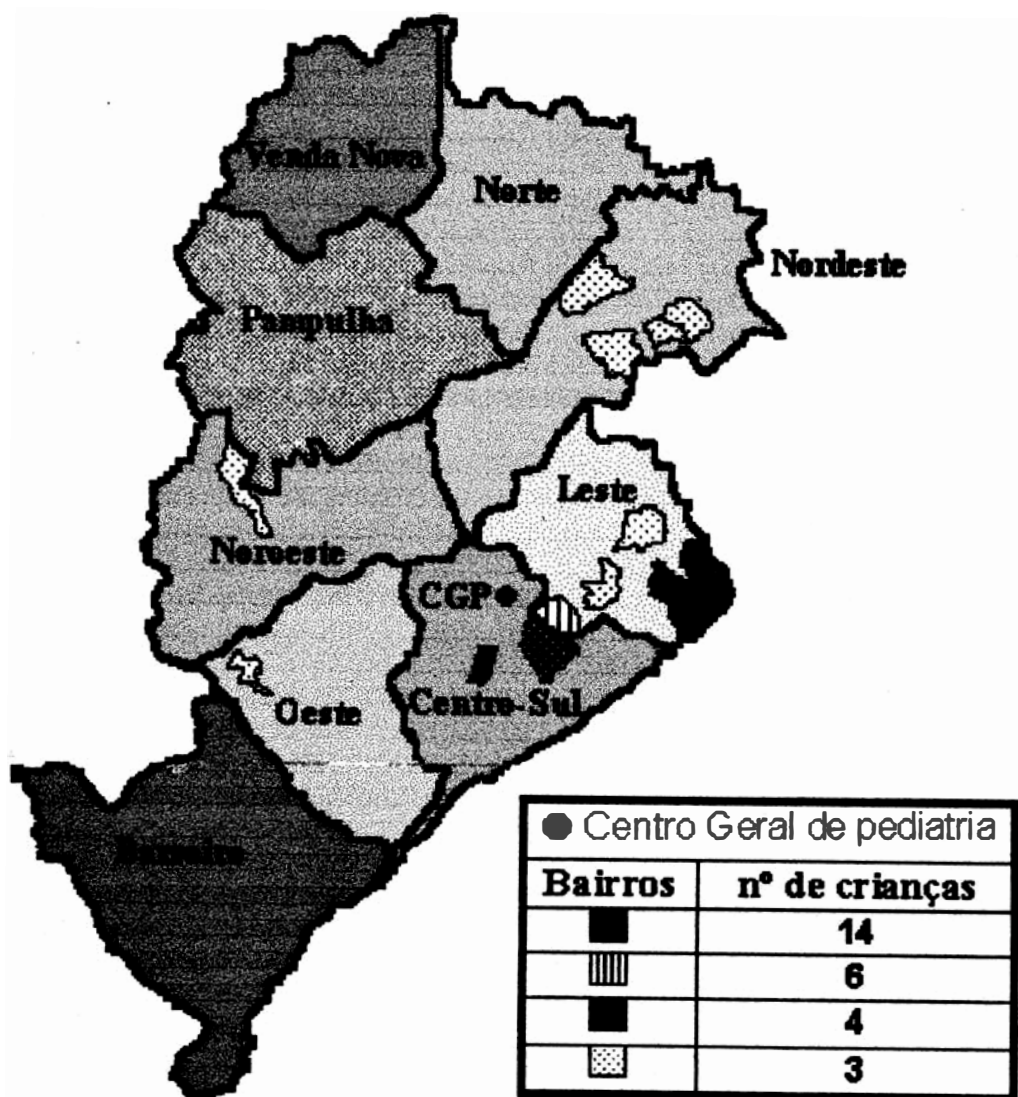 Venda Nova
Norte
Nordeste
Pampulha
Leste
Noroeste
CGP
Oeste
Centro-Sul
Barreiro
Centro Geral de pediatria
Bairros nº de crianças
14
6
4
3